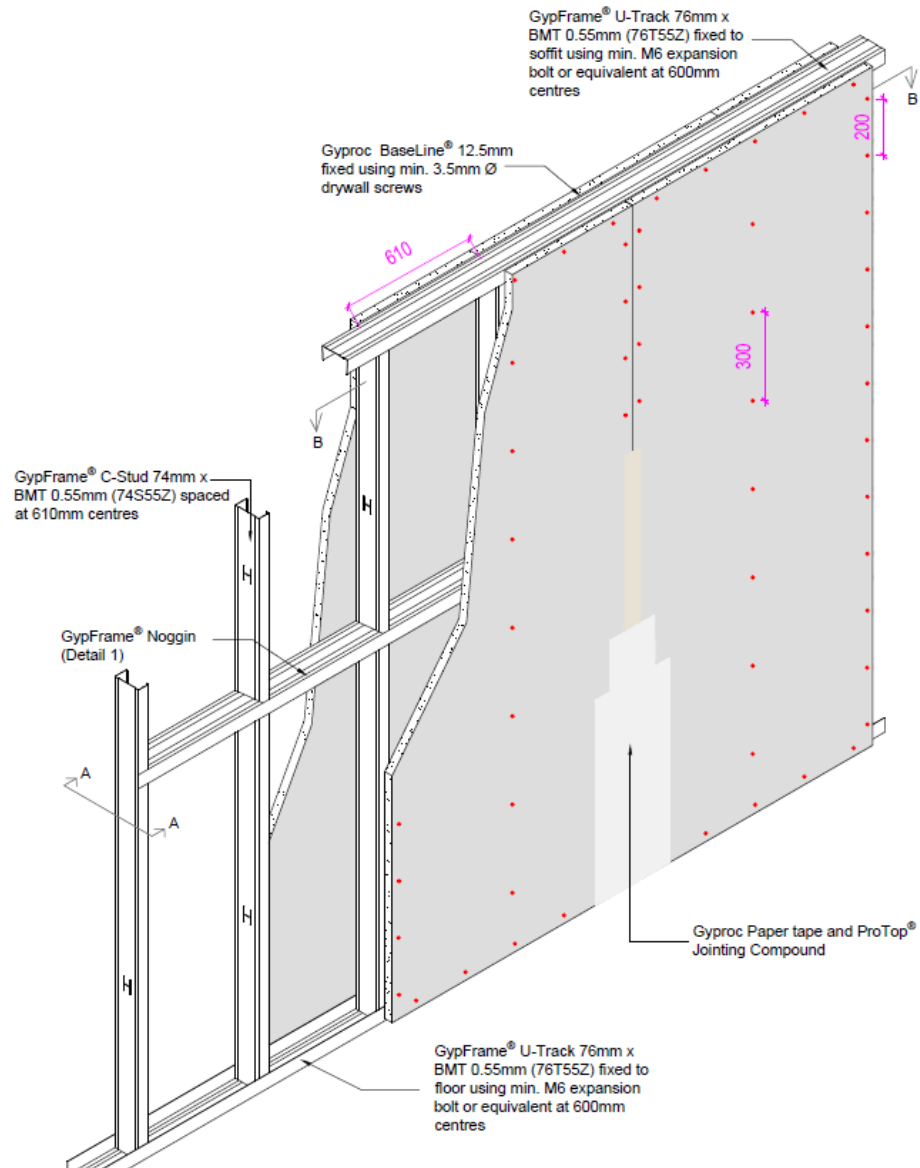 GypFrame® U-Track 76mm x
BMT 0.55mm (76T55Z) fixed to
soffit using min. M6 expansion
bolt or equivalent at 600mm
centres
B
200
Gyproc BaseLine® 12.5mm
fixed using min. 3.5mm Ø
drywall screws
610
300
B
GypFrame® C-Stud 74mm x
BMT 0.55mm (74S55Z) spaced
at 610mm centres
H
H
GypFrame® Noggin
(Detail 1)
A
A
H
H
Gyproc Paper tape and ProTop®
Jointing Compound
GypFrame® U-Track 76mm x
BMT 0.55mm (76T55Z) fixed to
floor using min. M6 expansion
bolt or equivalent at 600mm
centres